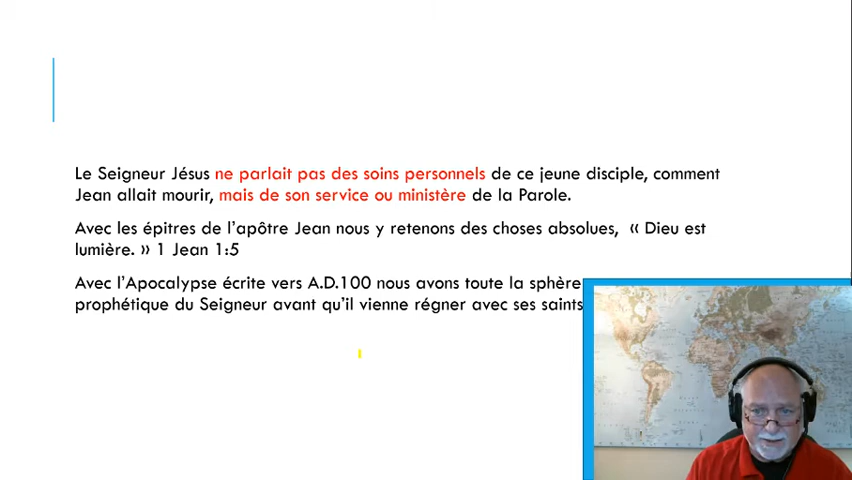 Le Seigneur Jésus ne parlait pas des soins personnels de ce jeune disciple, comment
Jean allait mourir, mais de son service ou ministère de la Parole.
Avec les épitres de l'apôtre Jean nous y retenons des choses absolues, « Dieu est
lumière. » 1 Jean 1:5
Avec l'Apocalypse écrite vers A.D.100 nous avons toute la sphère
prophétique du Seigneur avant qu'il vienne régner avec ses saints